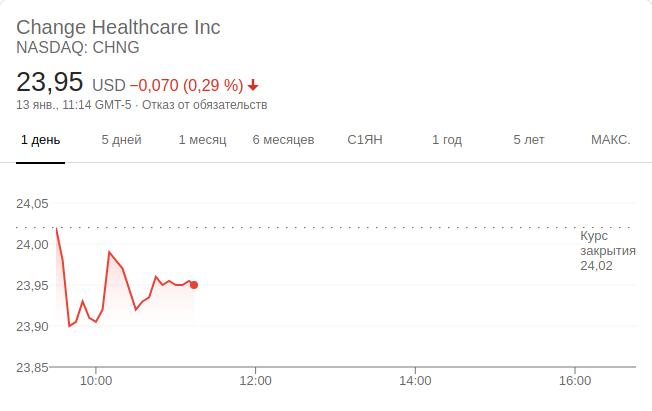 Change Healthcare Inc
NASDAQ: CHNG
23,95 USD −0,070 (0,29 %)
13 янв., 11:14 GMT-5 · Отказ от обязательств
1 день 5 дней 1 месяц 6 месяцев С1ЯН 1 год 5 лет МАКС.
24,05
Курс
закрытия
24,02
24,00
23,95
23,90
23,85
10:00 12:00 14:00 16:00